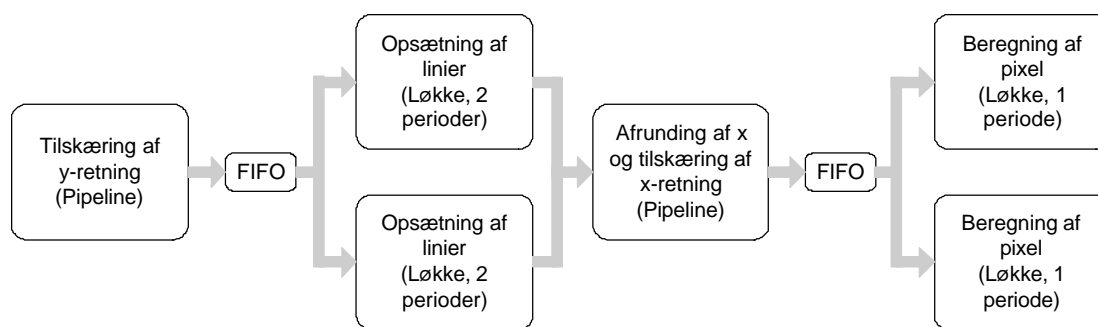 Tilskæring af
y-retning
(Pipeline)
FIFO
Opsætning af
linier
(Løkke, 2
perioder)
Opsætning af
linier
(Løkke, 2
perioder)
Afrunding af x
og tilskæring af
x-retning
(Pipeline)
FIFO
Beregning af
pixel
(Løkke, 1
periode)
Beregning af
pixel
(Løkke, 1
periode)